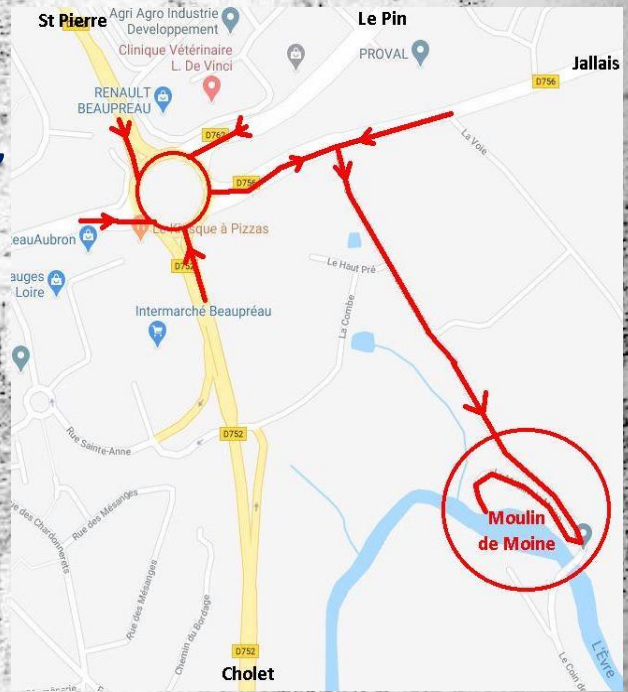 St Pierre
Agri Agro Industrie
Developpement
Le Pin
Clinique Vétérinaire
L. De Vinci
PROVAL
Jallais
D756
RENAULT
BEAUPREAU
D762
La Voie
D756
Le Kiosque à Pizzas
eauAubron
D752
Le Haut Pré
auges
Loire
La Combe
Intermarché Beaupréau
Rue Sainte-Anne
D752
Rue des Mésanges
ue des Chardonnerets
Moulin
de Moine
Rue des Mésanges
Chemin du Bordage
D752
L'Èvre
Le Coin de
Cholet